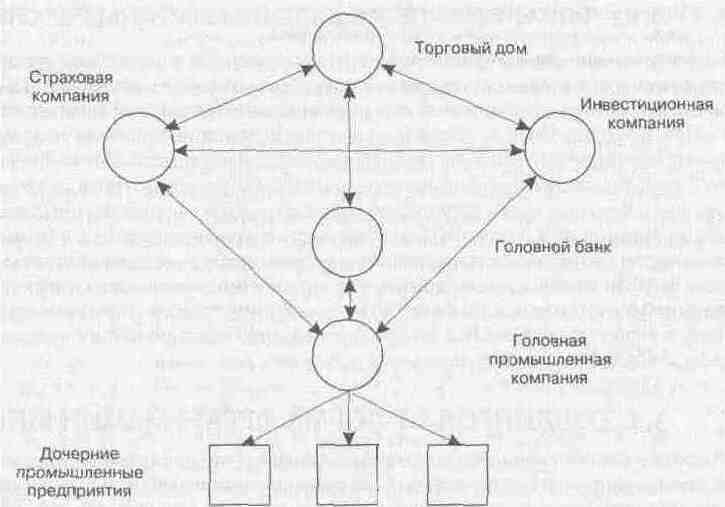 Торговый дом
Страховая
компания
Инвестиционная
компания
Головной банк
Головная
промышленная
компания
Дочерние
промышленные
предприятия